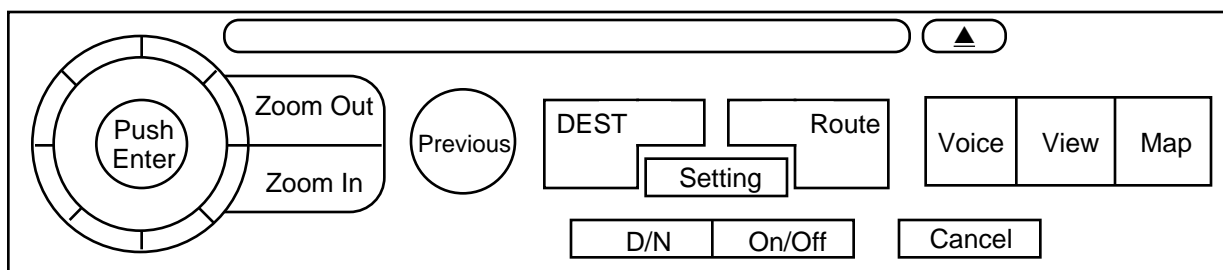 Zoom Out
Push
Enter
Zoom In
Previous
DEST
Route
Setting
Voice
View
Map
D/N
On/Off
Cancel